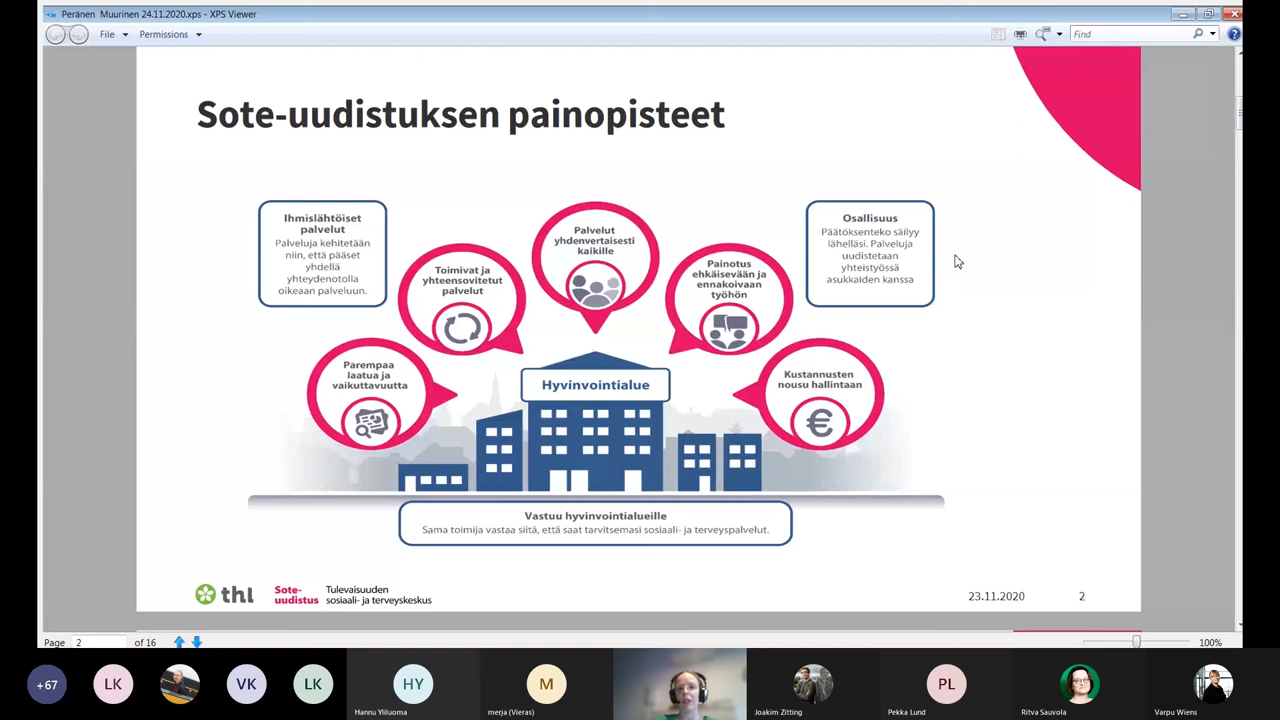 Peränen Muurinen 24.11.2020.xps - XPS Viewer
File
Permissions
Find
Sote-uudistuksen painopisteet
Ihmislähtöiset
palvelut
Palveluja kehitetään
niin, että pääset
yhdellä
yhteydenotolla
oikeaan palveluun.
Toimivat ja
yhteensovitetut
palvelut
Palvelut
yhdenvertaisesti
kaikille
Painotus
ehkäisevään ja
ennakoivaan
työhön
Osallisuus
Päätöksenteko säilyy
lähelläsi. Palveluja
uudistetaan
yhteistyössä
asukkaiden kanssa
Parempaa
laatua ja
vaikuttavuutta
Hyvinvointialue
Kustannusten
nousu hallintaan
€
Vastuu hyvinvointialueille
Sama toimija vastaa siitä, että saat tarvitsemasi sosiaali- ja terveyspalvelut.
thl
Sote-
uudistus
Tulevaisuuden
sosiaali- ja terveyskeskus
23.11.2020
2
Page 2 of 16
100%
+67
LK
VK
LK
HY
Hannu Yliluoma
M
merja (Vieras)
Joakim Zitting
PL
Pekka Lund
Ritva Sauvola
Varpu Wiens